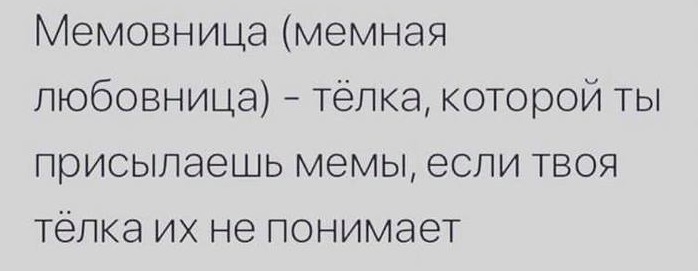 Мемовница (мемная
любовница) - тёлка, которой ты
присылаешь мемы, если твоя
тёлка их не понимает